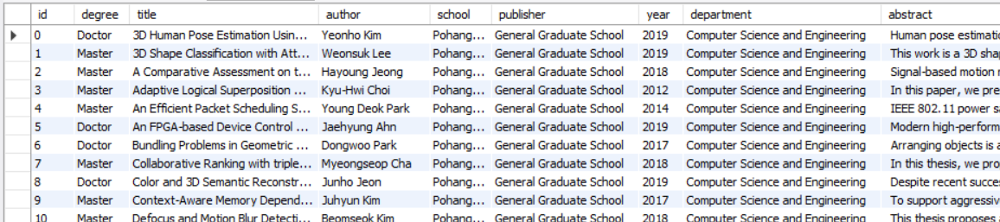 id degree title author school publisher year department abstract
0 Doctor 3D Human Pose Estimation Usin... Yeonho Kim Pohang... General Graduate School 2019 Computer Science and Engineering Human pose estimatic
1 Master 3D Shape Classification with Att... Weonsuk Lee Pohang... General Graduate School 2019 Computer Science and Engineering This work is a 3D shap
2 Master A Comparative Assessment on t... Hayoung Jeong Pohang... General Graduate School 2018 Computer Science and Engineering Signal-based motion r
3 Master Adaptive Logical Superposition ... Kyu-Hwi Choi Pohang... General Graduate School 2012 Computer Science and Engineering In this paper, we pre
4 Master An Efficient Packet Scheduling S... Young Deok Park Pohang... General Graduate School 2014 Computer Science and Engineering IEEE 802.11 power sa
5 Doctor An FPGA-based Device Control ... Jaehyung Ahn Pohang... General Graduate School 2019 Computer Science and Engineering Modern high-perform
6 Doctor Bundling Problems in Geometric ... Dongwoo Park Pohang... General Graduate School 2017 Computer Science and Engineering Arranging objects is a
7 Master Collaborative Ranking with triple... Myeongseop Cha Pohang... General Graduate School 2018 Computer Science and Engineering In this thesis, we pro
8 Doctor Color and 3D Semantic Reconstr... Junho Jeon Pohang... General Graduate School 2019 Computer Science and Engineering Despite recent succes
9 Master Context-Aware Memory Depend... Juhyun Kim Pohang... General Graduate School 2017 Computer Science and Engineering To support aggressiv
10 Master Defocus and Motion Blur Detecti... Beomseok Kim Pohang... General Graduate School 2018 Computer Science and Engineering This thesis proposes a